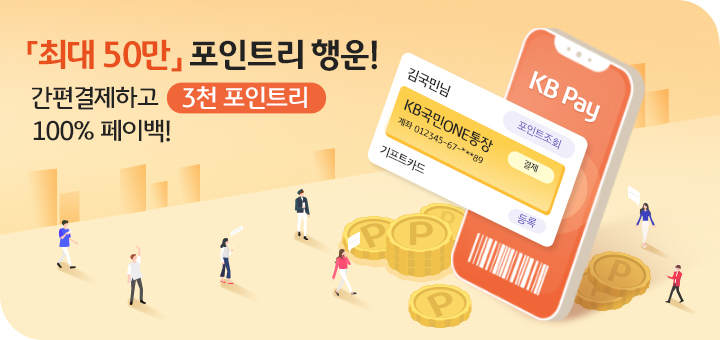 「최대 50만」 포인트리 행운!
간편결제하고 3천 포인트리
100% 페이백!
KB Pay
김국민님
포인트조회
KB국민ONE통장
계좌 012345-67-***89
결제
기프트카드
등록
P
P
P
P
P